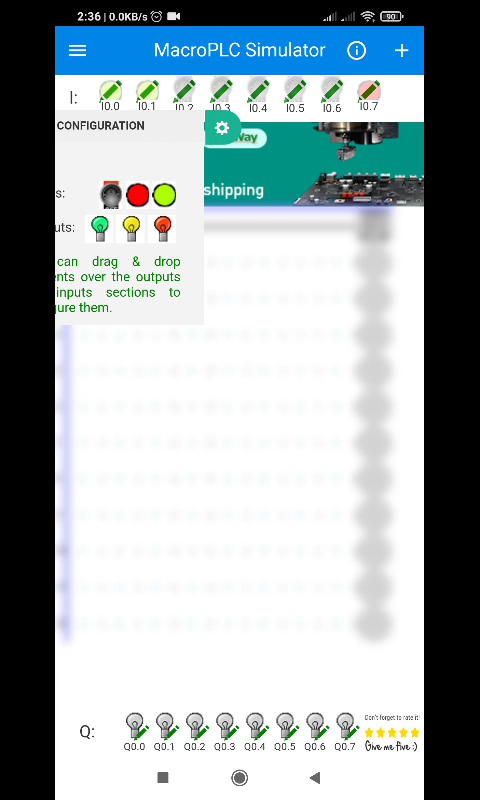 2:36 | 0.0KB/s
90
MacroPLC Simulator
I:
I0.0 I0.1 I0.2 I0.3 I0.4 I0.5 I0.6 I0.7
CONFIGURATION
Way
s:
shipping
uts:
can drag & drop
ents over the outputs
inputs sections to
ure them.
Don't forget to rate it!
Q:
Q0.0 Q0.1 Q0.2 Q0.3 Q0.4 Q0.5 Q0.6 Q0.7
Give me five :)